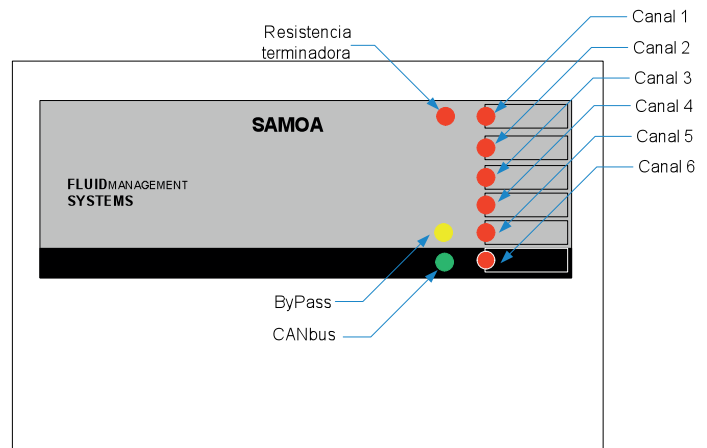 Resistencia
terminadora
Canal 1
Canal 2
Canal 3
Canal 4
Canal 5
Canal 6
SAMOA
FLUIDMANAGEMENT
SYSTEMS
ByPass
CANbus